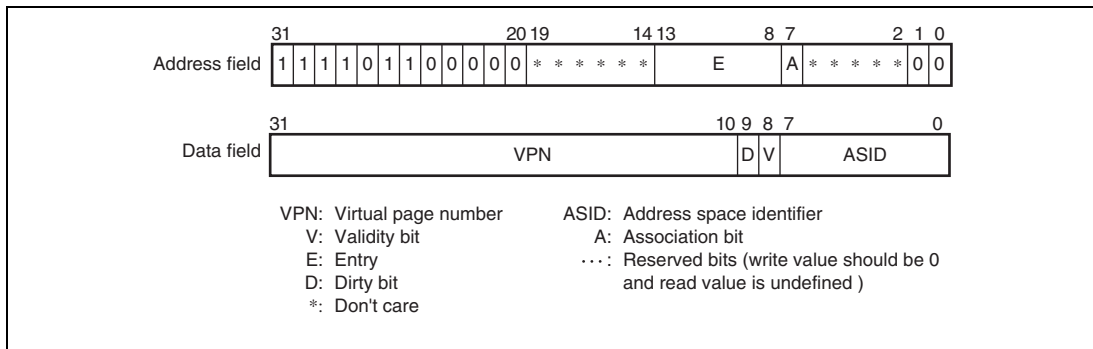 31 20 19 14 13 8 7 2 1 0
Address field 1 1 1 1 0 1 1 0 0 0 0 0 * * * * * * E A * * * * * 0 0
31 10 9 8 7 0
Data field VPN D V ASID
VPN: Virtual page number
V: Validity bit
E: Entry
D: Dirty bit
*: Don't care
ASID: Address space identifier
A: Association bit
···: Reserved bits (write value should be 0
and read value is undefined )